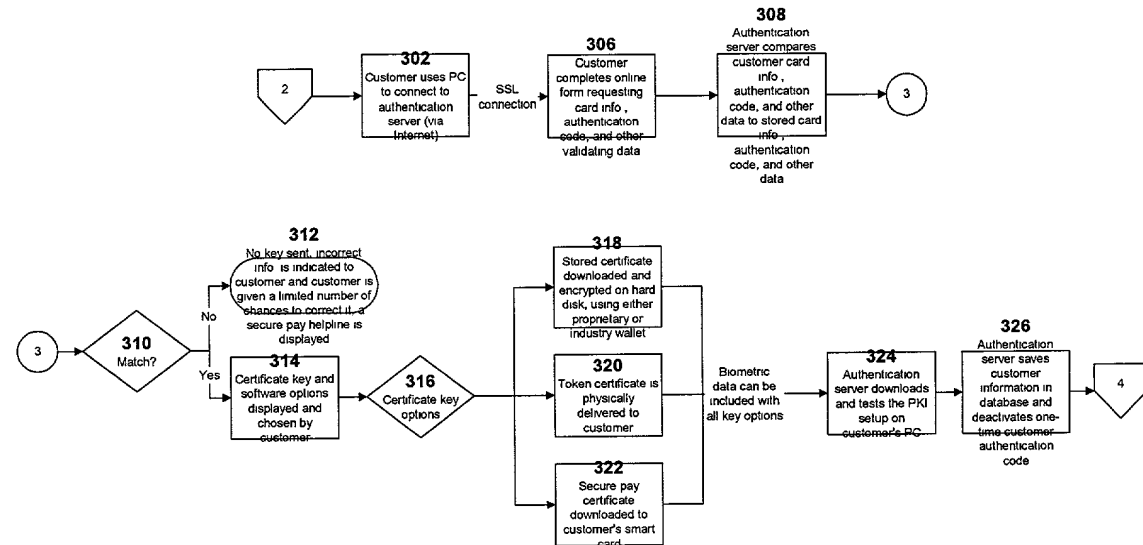 2
302
Customer uses PC
to connect to
authentication
server (via
Internet)
SSL
connection
306
Customer
completes online
form requesting
card info ,
authentication
code, and other
validating data
308
Authentication
server compares
customer card
info ,
authentication
code, and other
data to stored card
info ,
authentication
code, and other
data
3
3
310
Match?
No
Yes
312
No key sent, incorrect
info is indicated to
customer and customer is
given a limited number of
chances to correct it, a
secure pay helpline is
displayed
314
Certificate key and
software options
displayed and
chosen by
customer
316
Certificate key
options
318
Stored certificate
downloaded and
encrypted on hard
disk, using either
proprietary or
industry wallet
320
Token certificate is
physically
delivered to
customer
322
Secure pay
certificate
downloaded to
customer's smart
card
Biometric
data can be
included with
all key options
324
Authentication
server downloads
and tests the PKI
setup on
customer's PC
326
Authentication
server saves
customer
information in
database and
deactivates one-
time customer
authentication
code
4